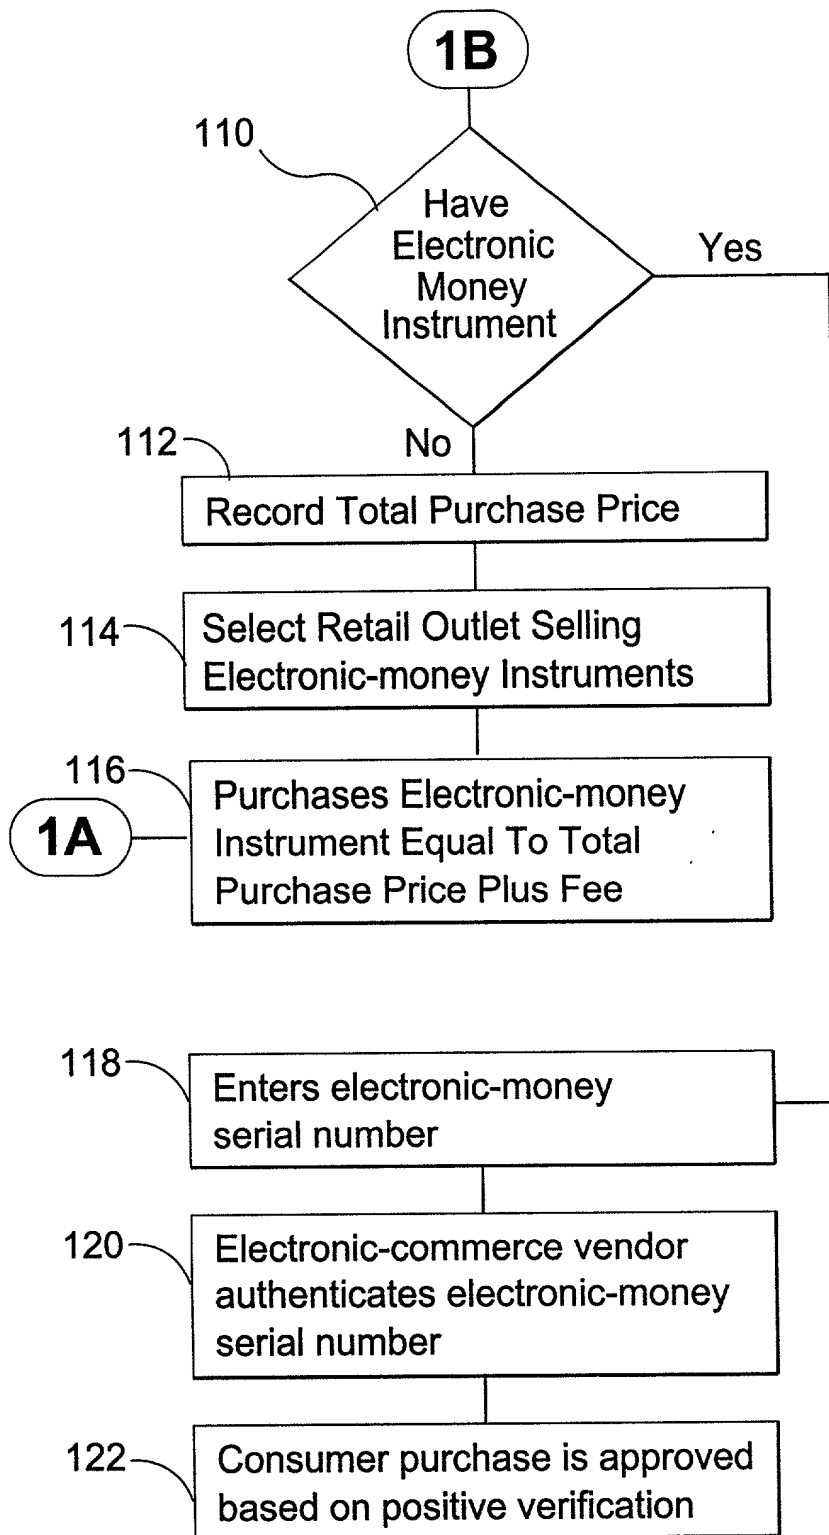 1B
110
Have
Electronic
Money
Instrument
Yes
No
112
Record Total Purchase Price
114
Select Retail Outlet Selling
Electronic-money Instruments
116
Purchases Electronic-money
Instrument Equal To Total
Purchase Price Plus Fee
1A
118
Enters electronic-money
serial number
120
Electronic-commerce vendor
authenticates electronic-money
serial number
122
Consumer purchase is approved
based on positive verification